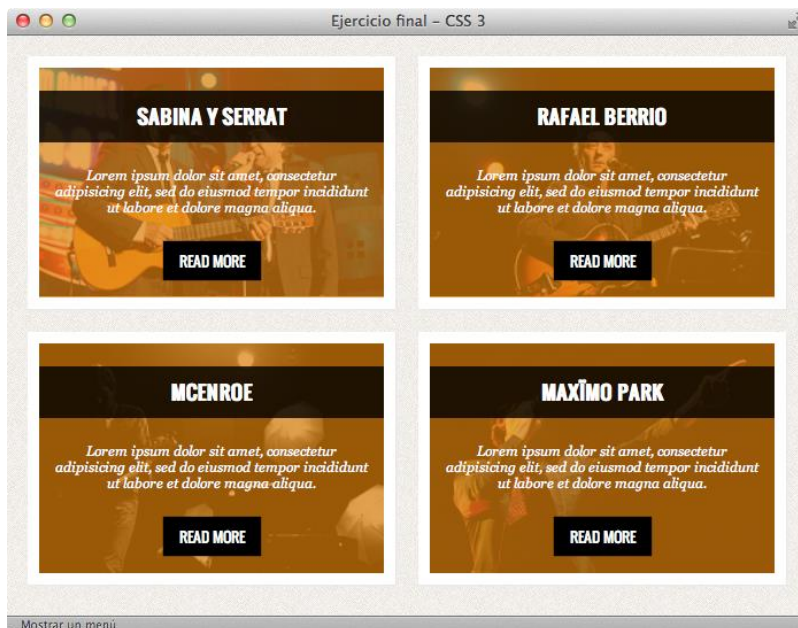 Ejercicio final – CSS 3
SABINA Y SERRAT
Lorem ipsum dolor sit amet, consectetur
adipisicing elit, sed do eiusmod tempor incididunt
ut labore et dolore magna aliqua.
READ MORE
RAFAEL BERRIO
Lorem ipsum dolor sit amet, consectetur
adipisicing elit, sed do eiusmod tempor incididunt
ut labore et dolore magna aliqua.
READ MORE
MCENROE
Lorem ipsum dolor sit amet, consectetur
adipisicing elit, sed do eiusmod tempor incididunt
ut labore et dolore magna aliqua.
READ MORE
MAXÏMO PARK
Lorem ipsum dolor sit amet, consectetur
adipisicing elit, sed do eiusmod tempor incididunt
ut labore et dolore magna aliqua.
READ MORE
Mostrar un menú